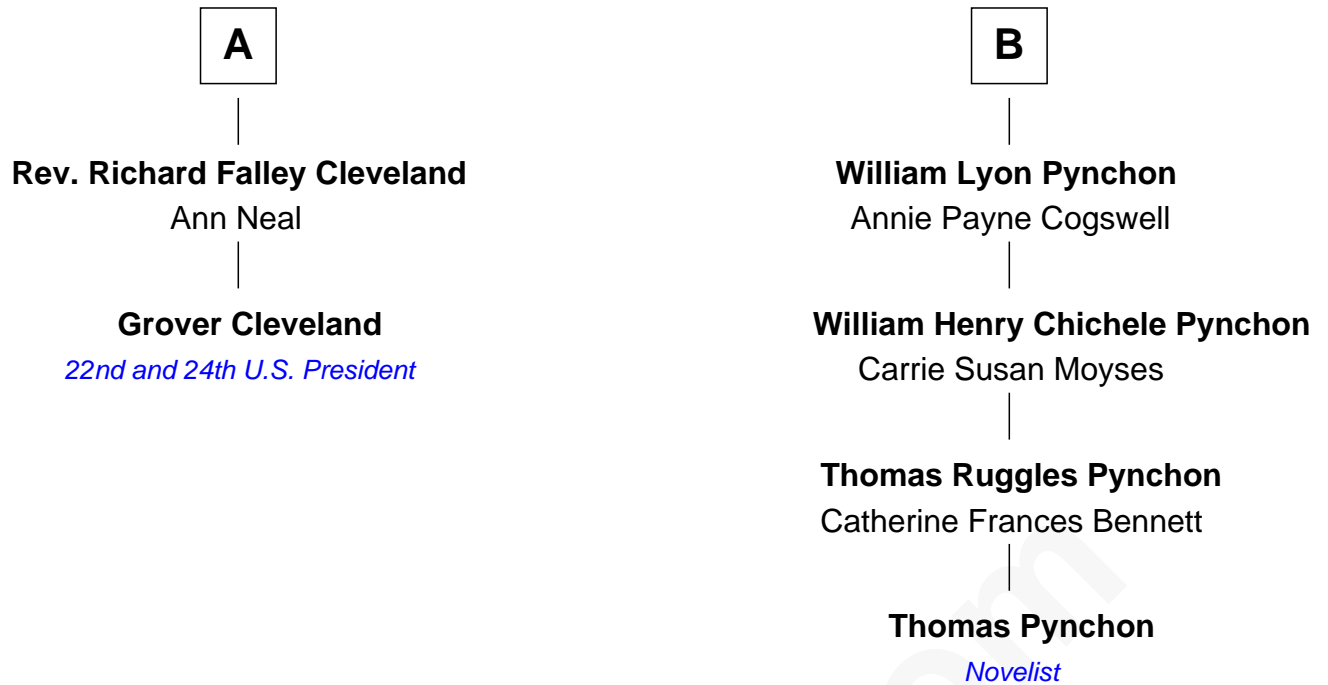 A
Rev. Richard Falley Cleveland
Ann Neal
Grover Cleveland
22nd and 24th U.S. President
B
William Lyon Pynchon
Annie Payne Cogswell
William Henry Chichele Pynchon
Carrie Susan Moyses
Thomas Ruggles Pynchon
Catherine Frances Bennett
Thomas Pynchon
Novelist